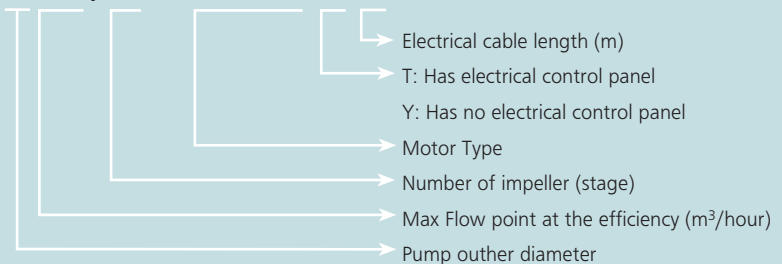 Electrical cable length (m)
T: Has electrical control panel
Y: Has no electrical control panel
Motor Type
Number of impeller (stage)
Max Flow point at the efficiency (m³/hour)
Pump outher diameter